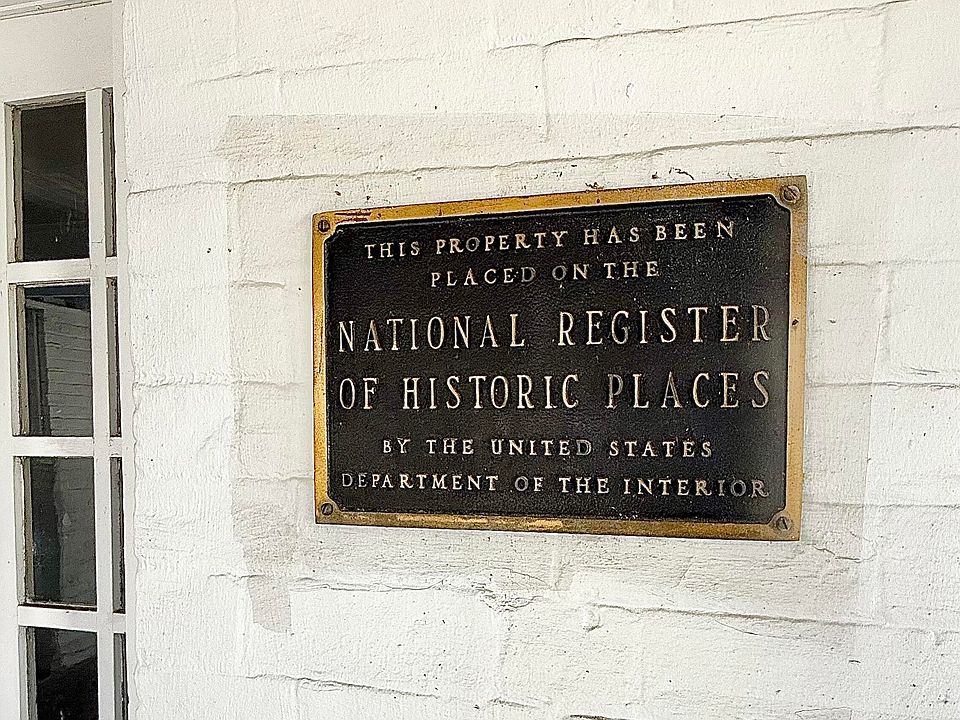 THIS PROPERTY HAS BEEN
PLACED ON THE
NATIONAL REGISTER
OF HISTORIC PLACES
BY THE UNITED STATES
DEPARTMENT OF THE INTERIOR